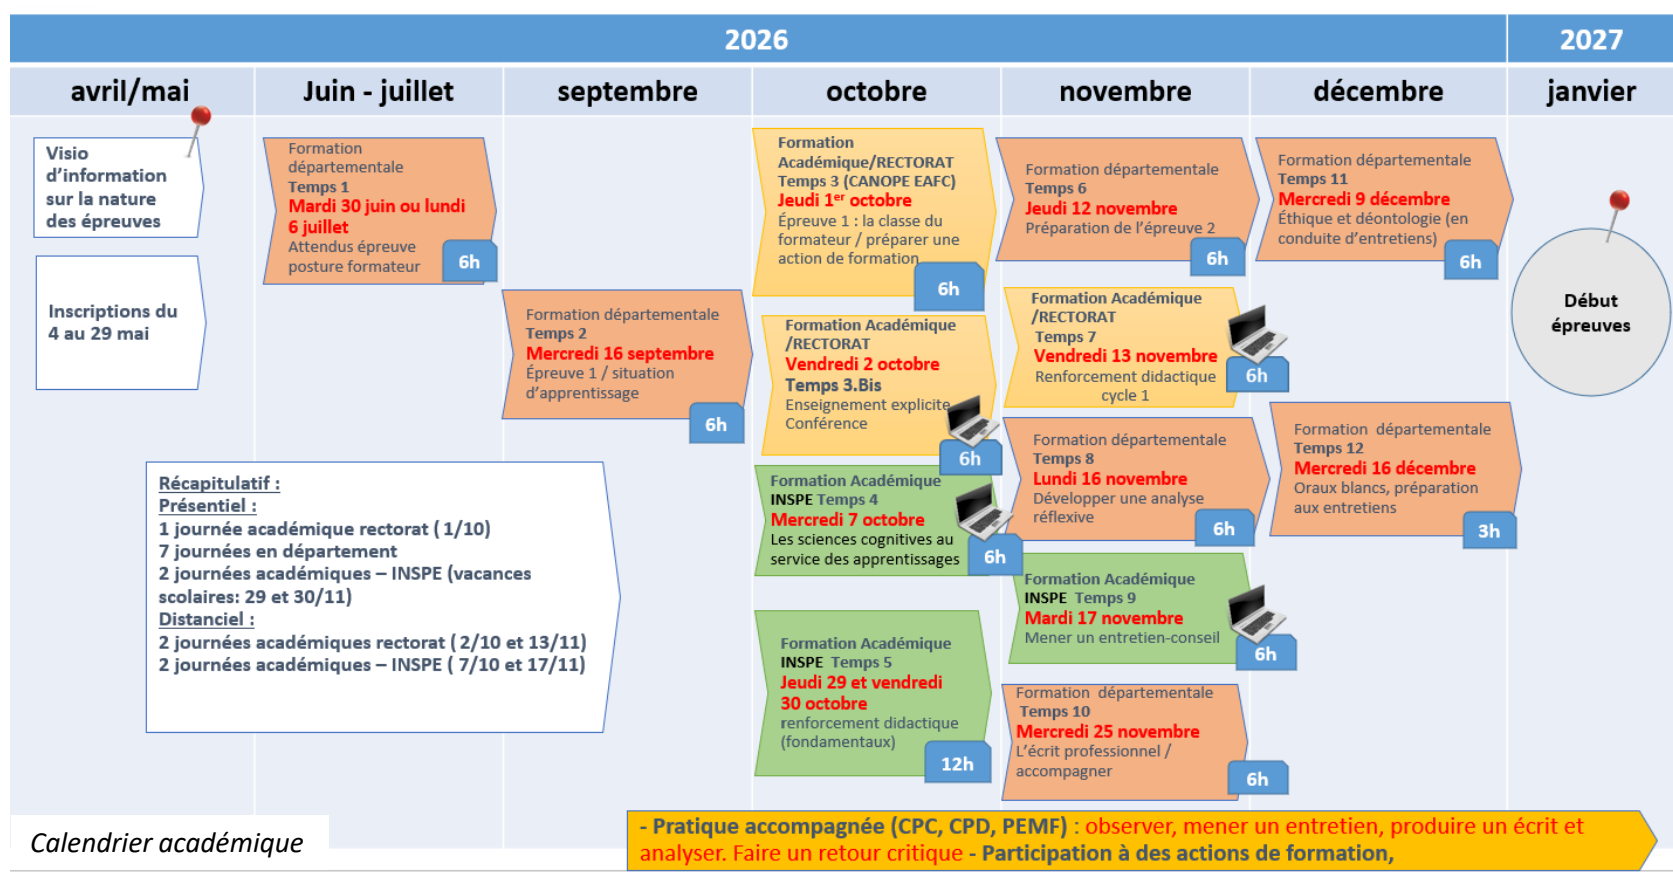 2026
2027
avril/mai
Juin - juillet
septembre
octobre
novembre
décembre
janvier
Visio
d'information
sur la nature
des épreuves
Inscriptions du
4 au 29 mai
Formation
départementale
Temps 1
Mardi 30 juin ou lundi
6 juillet
Attendus épreuve
posture formateur
6h
Formation départementale
Temps 2
Mercredi 16 septembre
Épreuve 1 / situation
d'apprentissage
6h
Formation
Académique/RECTORAT
Temps 3 (CANOPE EAFC)
Jeudi 1er octobre
Épreuve 1 : la classe du
formateur / préparer une
action de formation
6h
Formation Académique
/RECTORAT
Vendredi 2 octobre
Temps 3.Bis
Enseignement explicite
Conférence
6h
Formation Académique
INSPE Temps 4
Mercredi 7 octobre
Les sciences cognitives au
service des apprentissages
6h
Formation Académique
INSPE Temps 5
Jeudi 29 et vendredi
30 octobre
renforcement didactique
(fondamentaux)
12h
Formation départementale
Temps 6
Jeudi 12 novembre
Préparation de l'épreuve 2
6h
Formation Académique
/RECTORAT
Temps 7
Vendredi 13 novembre
Renforcement didactique
cycle 1
6h
Formation départementale
Temps 8
Lundi 16 novembre
Développer une analyse
réflexive
6h
Formation Académique
INSPE Temps 9
Mardi 17 novembre
Mener un entretien-conseil
6h
Formation départementale
Temps 10
Mercredi 25 novembre
L'écrit professionnel /
accompagner
6h
Formation départementale
Temps 11
Mercredi 9 décembre
Éthique et déontologie (en
conduite d'entretiens)
6h
Formation départementale
Temps 12
Mercredi 16 décembre
Oraux blancs, préparation
aux entretiens
3h
Début
épreuves
Récapitulatif :
Présentiel :
1 journée académique rectorat ( 1/10)
7 journées en département
2 journées académiques – INSPE (vacances
scolaires: 29 et 30/11)
Distanciel :
2 journées académiques rectorat ( 2/10 et 13/11)
2 journées académiques – INSPE ( 7/10 et 17/11)
Calendrier académique
- Pratique accompagnée (CPC, CPD, PEMF) : observer, mener un entretien, produire un écrit et
analyser. Faire un retour critique - Participation à des actions de formation,